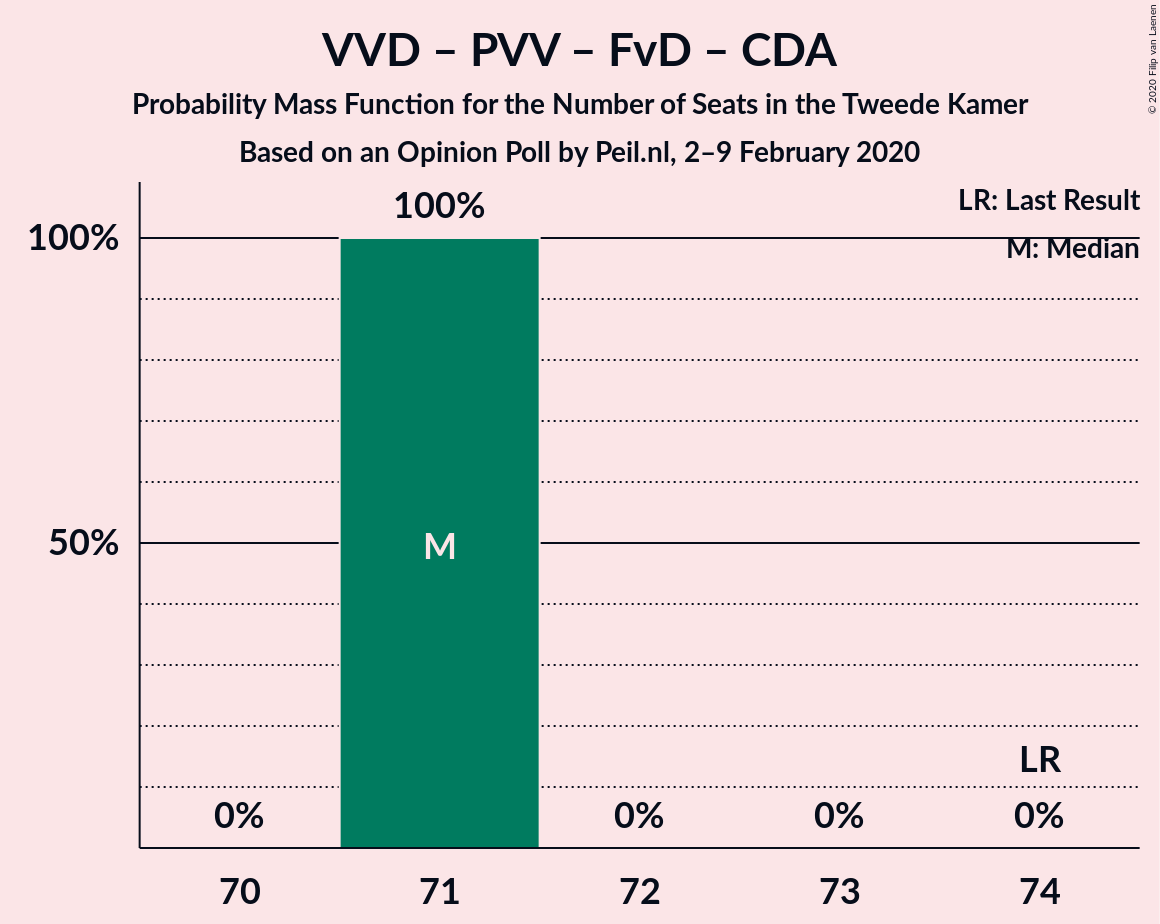 VVD – PVV – FvD – CDA
Probability Mass Function for the Number of Seats in the Tweede Kamer
Based on an Opinion Poll by Peil.nl, 2–9 February 2020
© 2020 Filip van Laenen
LR: Last Result
M: Median
100%
100%
50%
M
LR
0%
0%
0%
0%
70
71
72
73
74